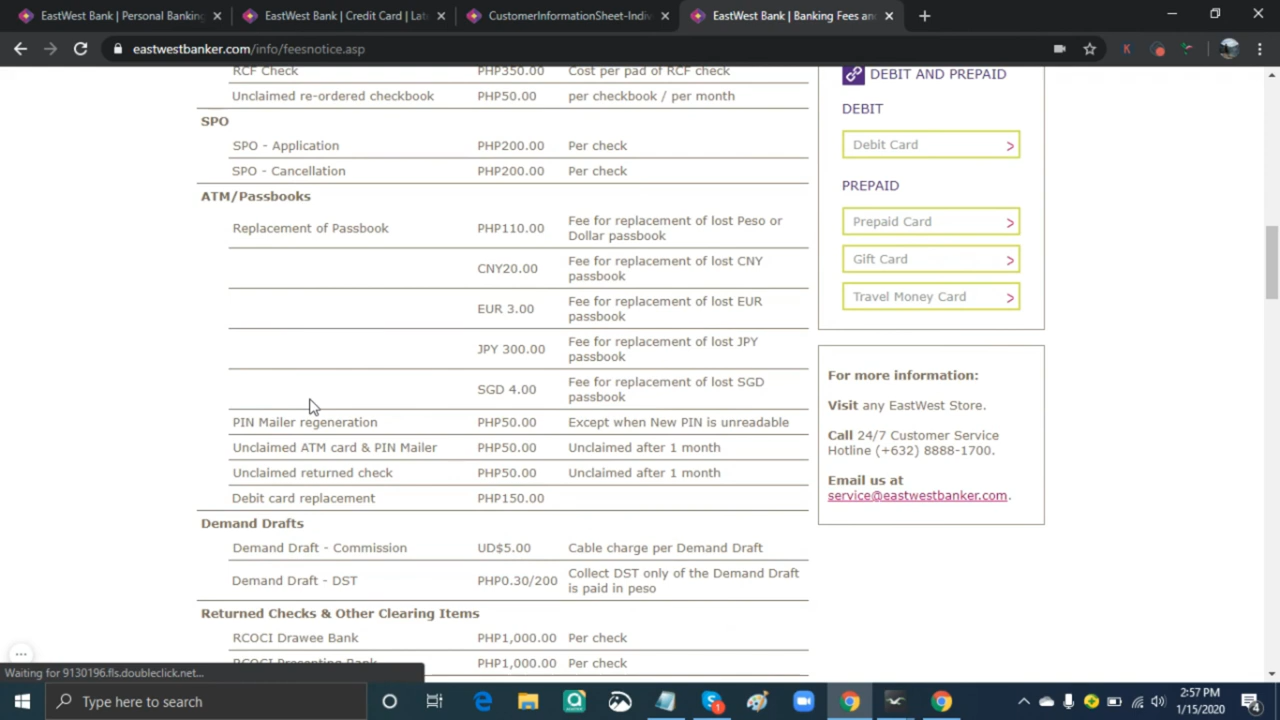 EastWest Bank | Personal Banking
EastWest Bank | Credit Card | Lat
CustomerInformationSheet-Indiv
EastWest Bank | Banking Fees and
eastwestbanker.com/info/feesnotice.asp
RCF Check PHP350.00 Cost per pad of RCF check
Unclaimed re-ordered checkbook PHP50.00 per checkbook / per month
SPO
SPO - Application PHP200.00 Per check
SPO - Cancellation PHP200.00 Per check
ATM/Passbooks
Replacement of Passbook PHP110.00 Fee for replacement of lost Peso or
Dollar passbook
CNY20.00 Fee for replacement of lost CNY
passbook
EUR 3.00 Fee for replacement of lost EUR
passbook
JPY 300.00 Fee for replacement of lost JPY
passbook
SGD 4.00 Fee for replacement of lost SGD
passbook
PIN Mailer regeneration PHP50.00 Except when New PIN is unreadable
Unclaimed ATM card & PIN Mailer PHP50.00 Unclaimed after 1 month
Unclaimed returned check PHP50.00 Unclaimed after 1 month
Debit card replacement PHP150.00
Demand Drafts
Demand Draft - Commission UD$5.00 Cable charge per Demand Draft
Demand Draft - DST PHP0.30/200 Collect DST only of the Demand Draft
is paid in peso
Returned Checks & Other Clearing Items
RCOCI Drawee Bank PHP1,000.00 Per check
RCOCI Presenting Bank PHP1,000.00 Per check
DEBIT AND PREPAID
DEBIT
Debit Card >
PREPAID
Prepaid Card >
Gift Card >
Travel Money Card >
For more information:
Visit any EastWest Store.
Call 24/7 Customer Service
Hotline (+632) 8888-1700.
Email us at
service@eastwestbanker.com.
...
Waiting for 9130196.fls.doubleclick.net...
Type here to search
2:57 PM
1/15/2020